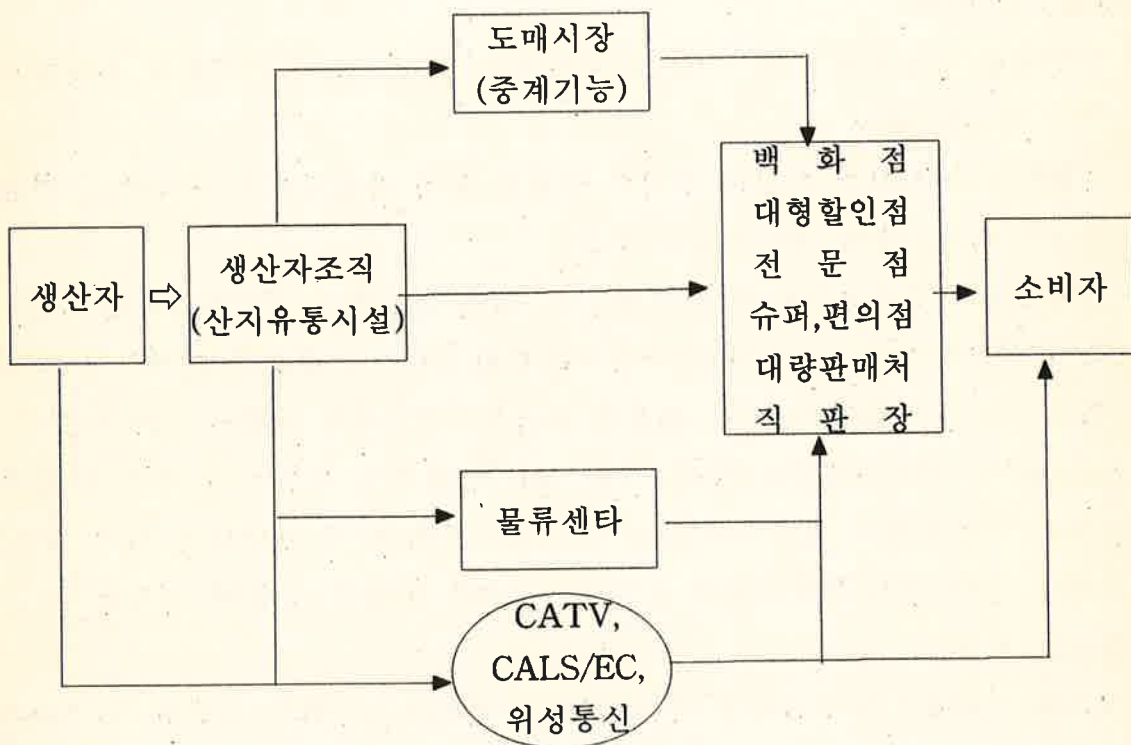 도매시장
(중계기능)
백 화 점
대형할인점
전 문 점
슈퍼,편의점
대량판매처
직 판 장
생산자
생산자조직
(산지유통시설)
소비자
물류센타
CATV,
CALS/EC,
위성통신